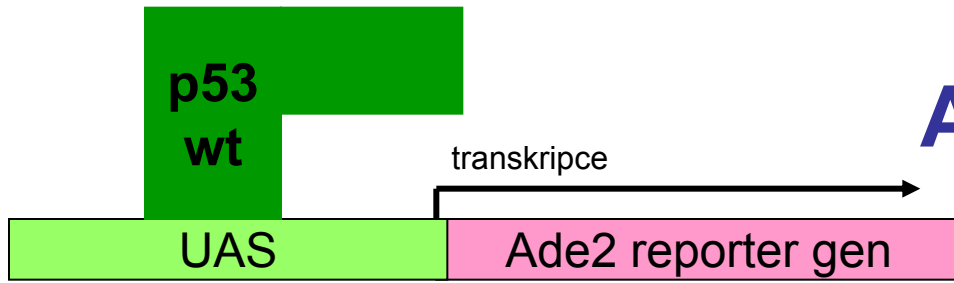 p53
wt
A
transkripce
UAS
Ade2 reporter gen